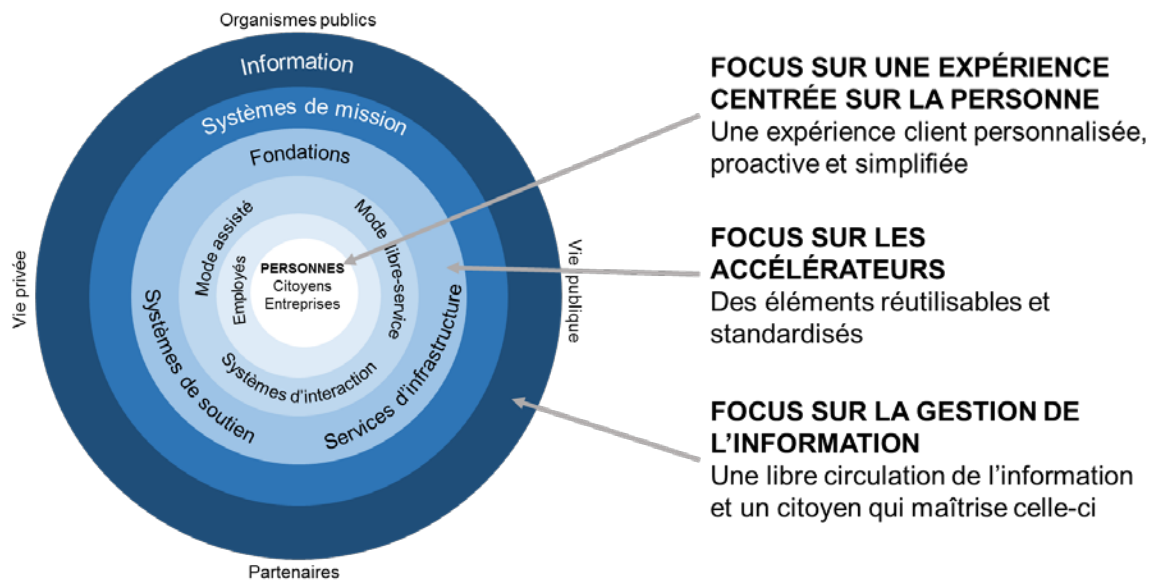 Organismes publics
Information
Systèmes de mission
Fondations
Mode assisté
Mode libre-service
Employés
PERSONNES
Citoyens
Entreprises
Systèmes d'interaction
Systèmes de soutien
Services d'infrastructure
Vie privée
Vie publique
Partenaires
FOCUS SUR UNE EXPÉRIENCE
CENTRÉE SUR LA PERSONNE
Une expérience client personnalisée,
proactive et simplifiée
FOCUS SUR LES
ACCÉLÉRATEURS
Des éléments réutilisables et
standardisés
FOCUS SUR LA GESTION DE
L'INFORMATION
Une libre circulation de l'information
et un citoyen qui maîtrise celle-ci